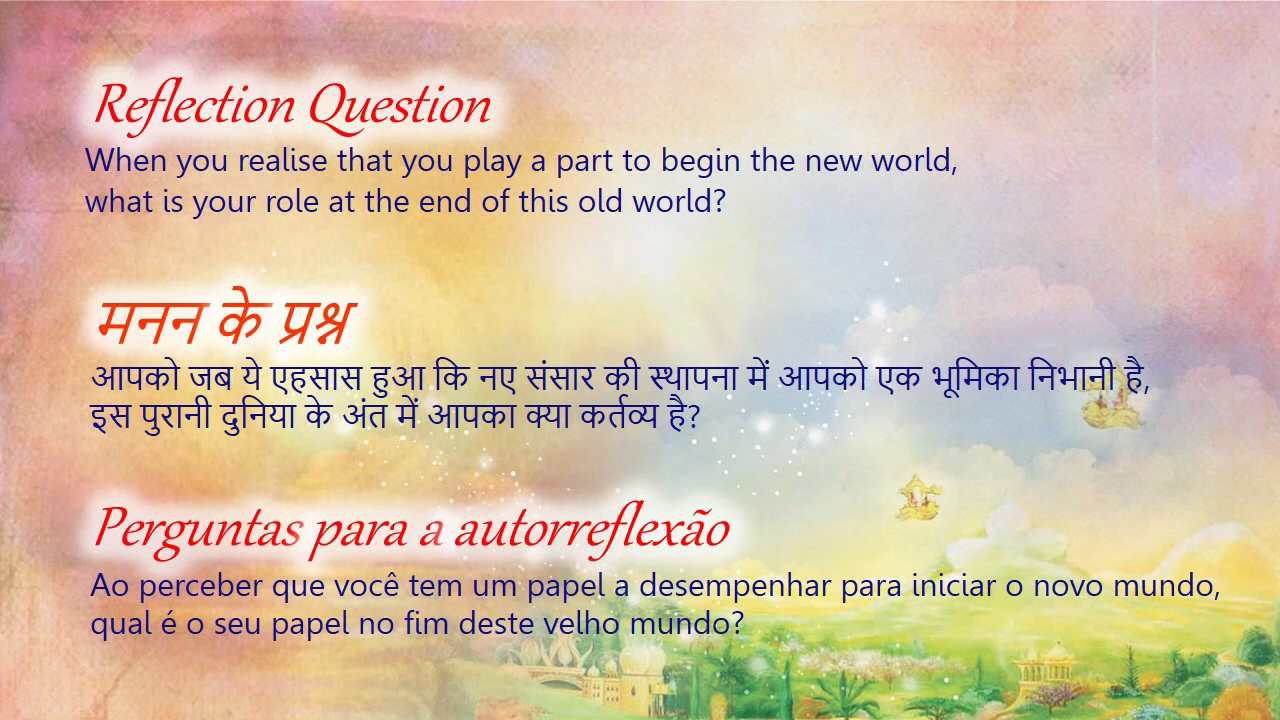 Reflection Question
When you realise that you play a part to begin the new world,
what is your role at the end of this old world?
मनन के प्रश्न
आपको जब ये एहसास हुआ कि नए संसार की स्थापना में आपको एक भूमिका निभानी है,
इस पुरानी दुनिया के अंत में आपका क्या कर्तव्य है?
Perguntas para a autorreflexão
Ao perceber que você tem um papel a desempenhar para iniciar o novo mundo,
qual é o seu papel no fim deste velho mundo?